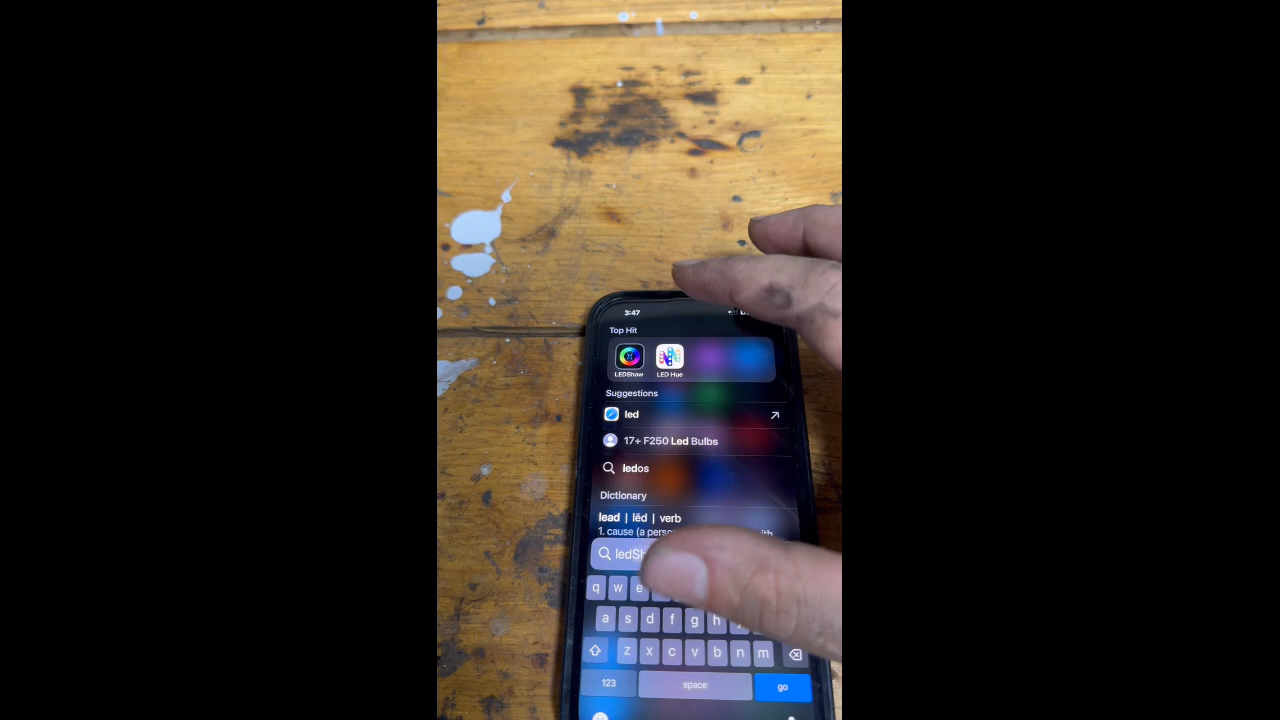 3:47
Top Hit
LEDShow
LED Hue
Suggestions
led
17+ F250 Led Bulbs
ledos
Dictionary
lead | lēd | verb
1. cause (a
ledSh
q w e
a s d f g h
z x c v b n m
123 space go